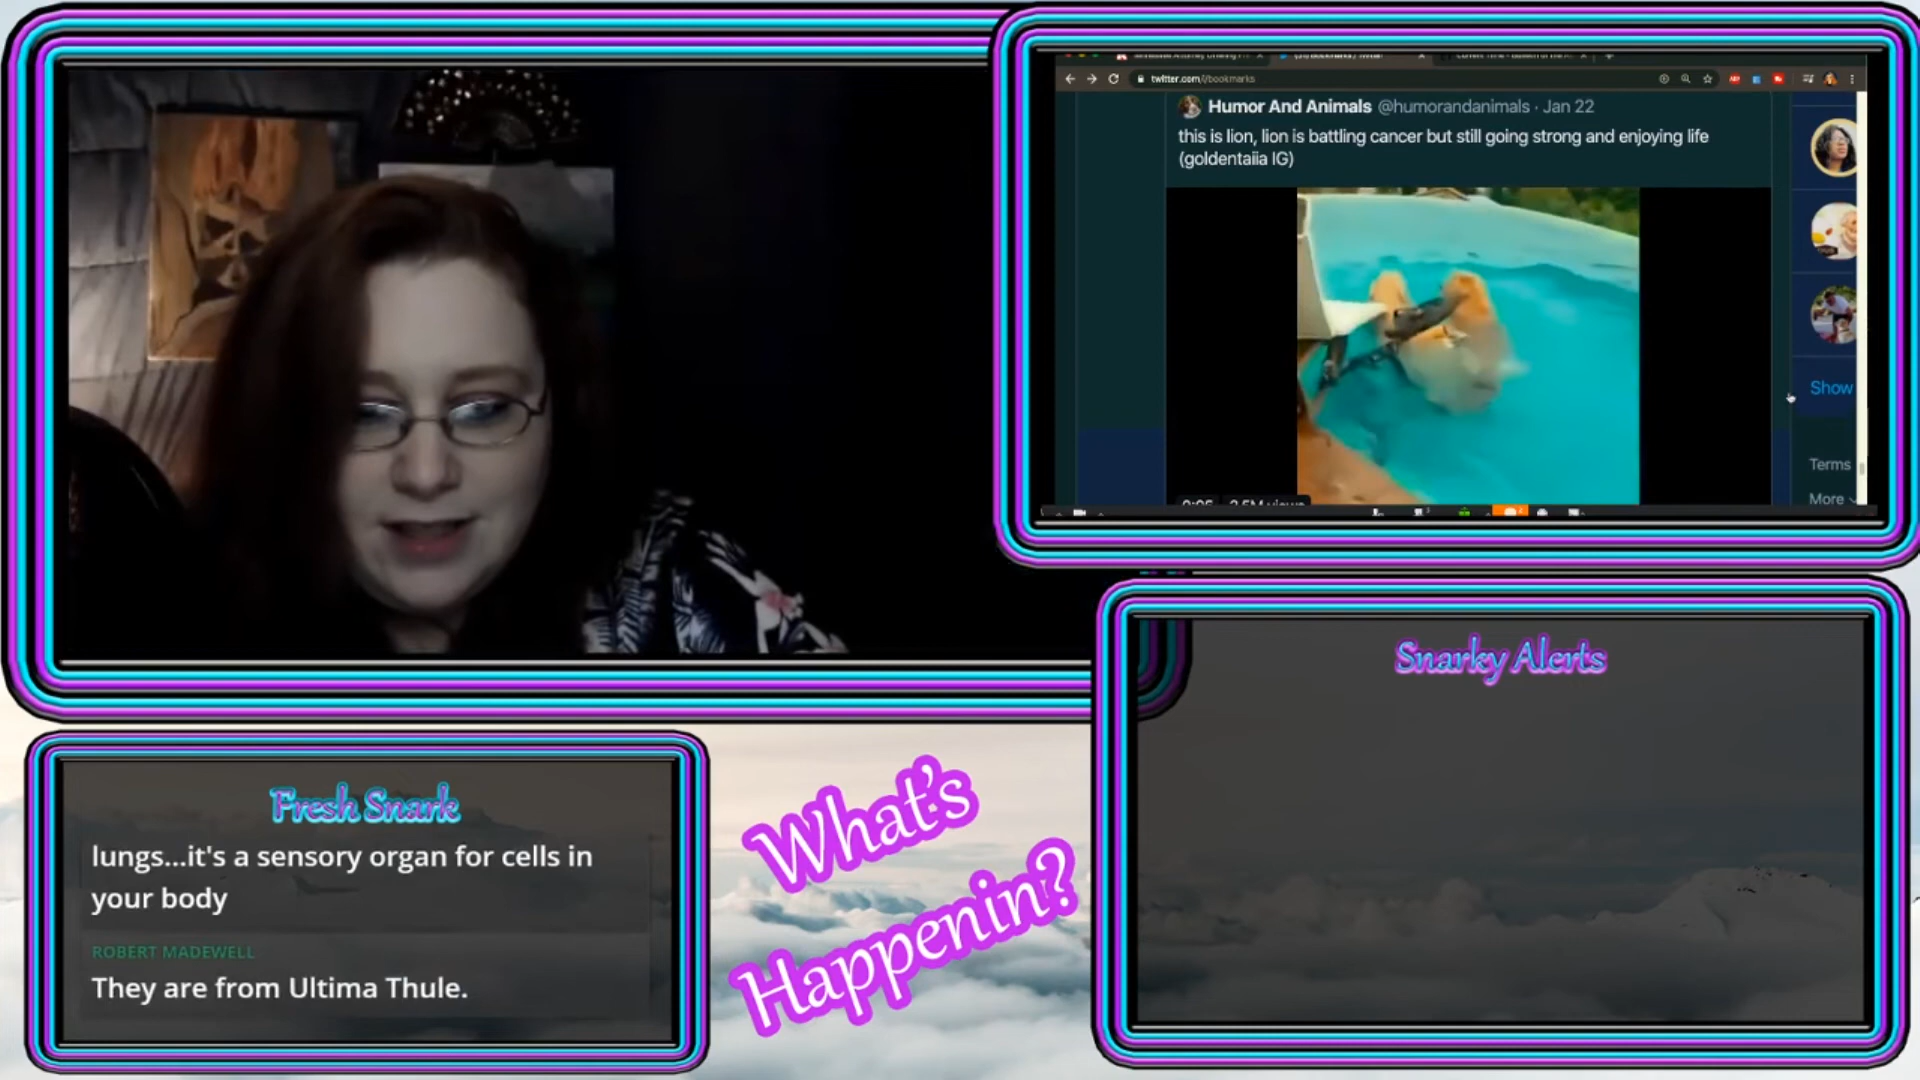 twitter.com/i/bookmarks
Humor And Animals @humorandanimals · Jan 22
this is lion, lion is battling cancer but still going strong and enjoying life
(goldentaiia IG)
Show
Terms
More
Snarky Alerts
Fresh Snark
lungs...it's a sensory organ for cells in
your body
ROBERT MADEWELL
They are from Ultima Thule.
What's
Happenin?